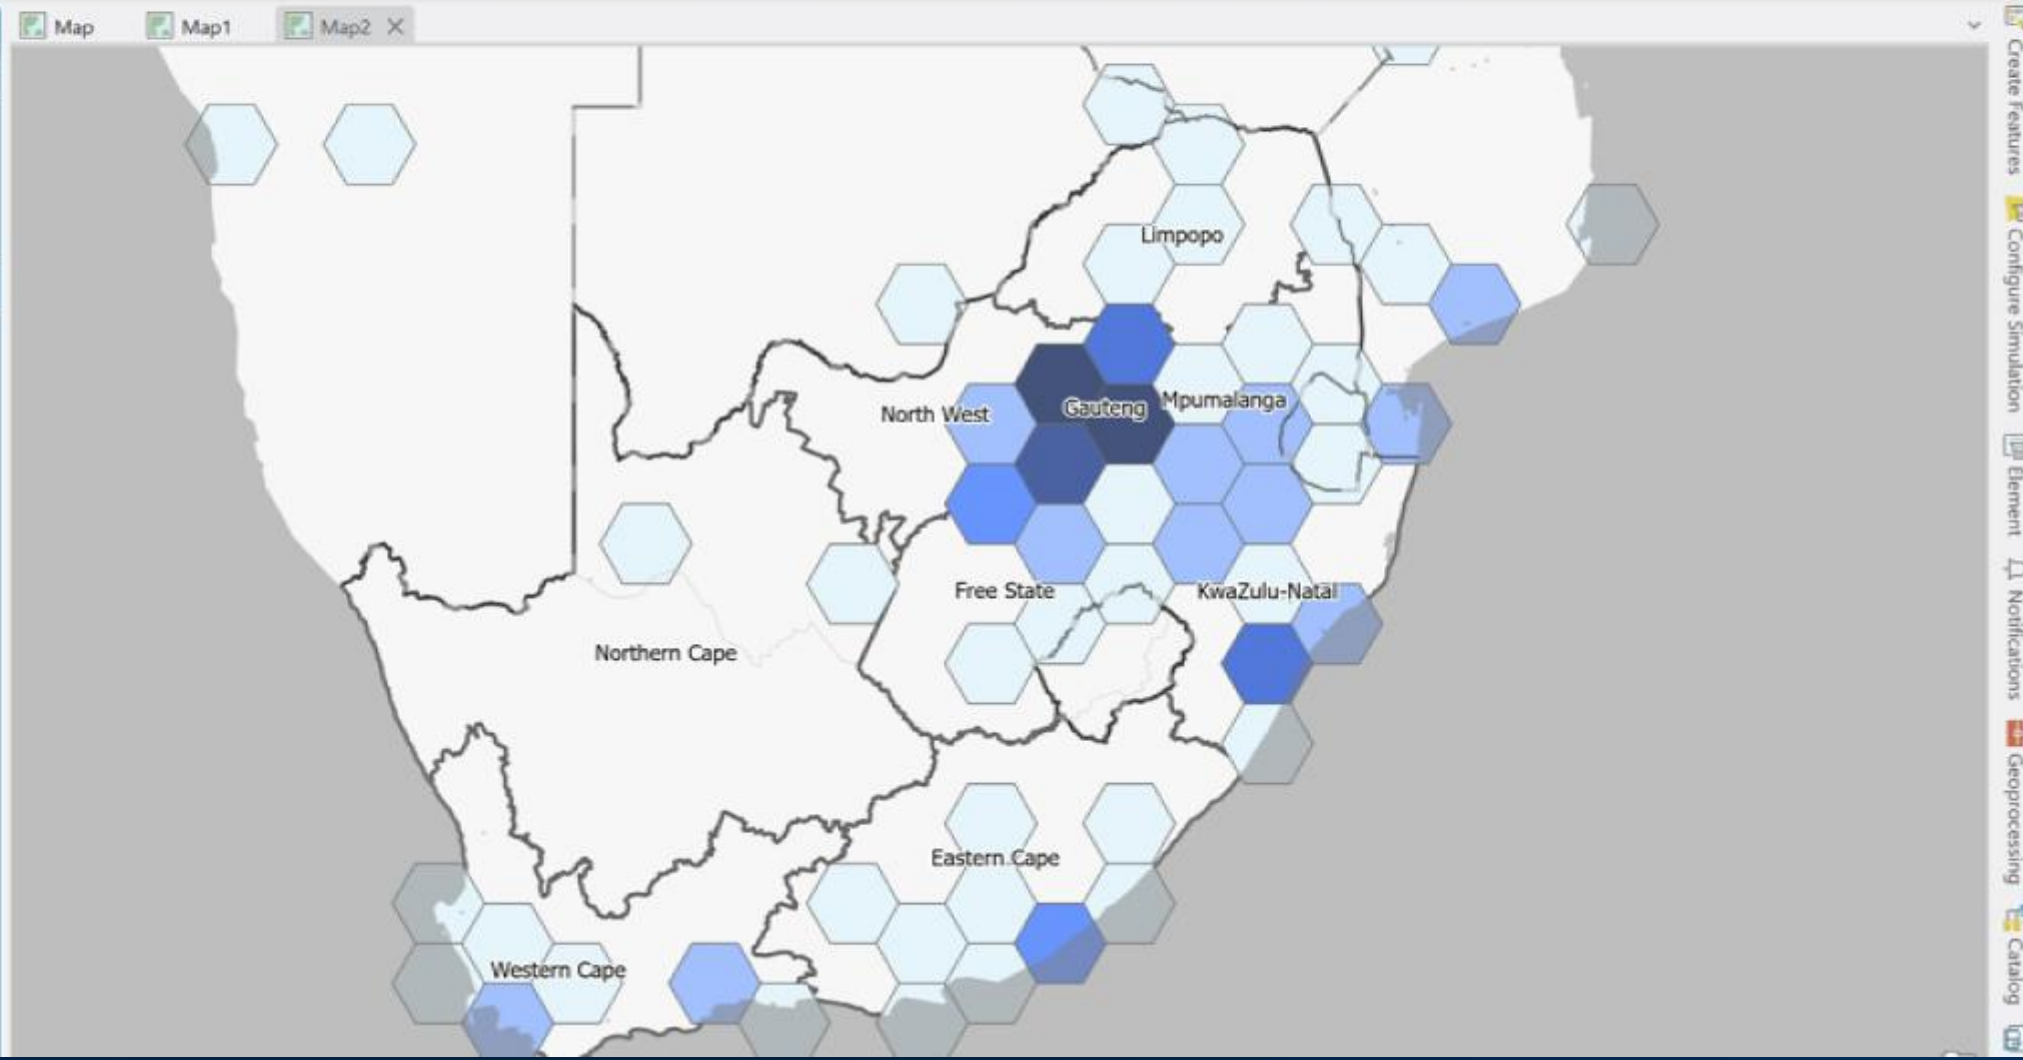 Map
Map1
Map2
Limpopo
North West
Gauteng
Mpumalanga
Free State
KwaZulu-Natal
Northern Cape
Eastern Cape
Western Cape
Create Features
Configure Simulation
Element
Notifications
Geoprocessing
Catalog